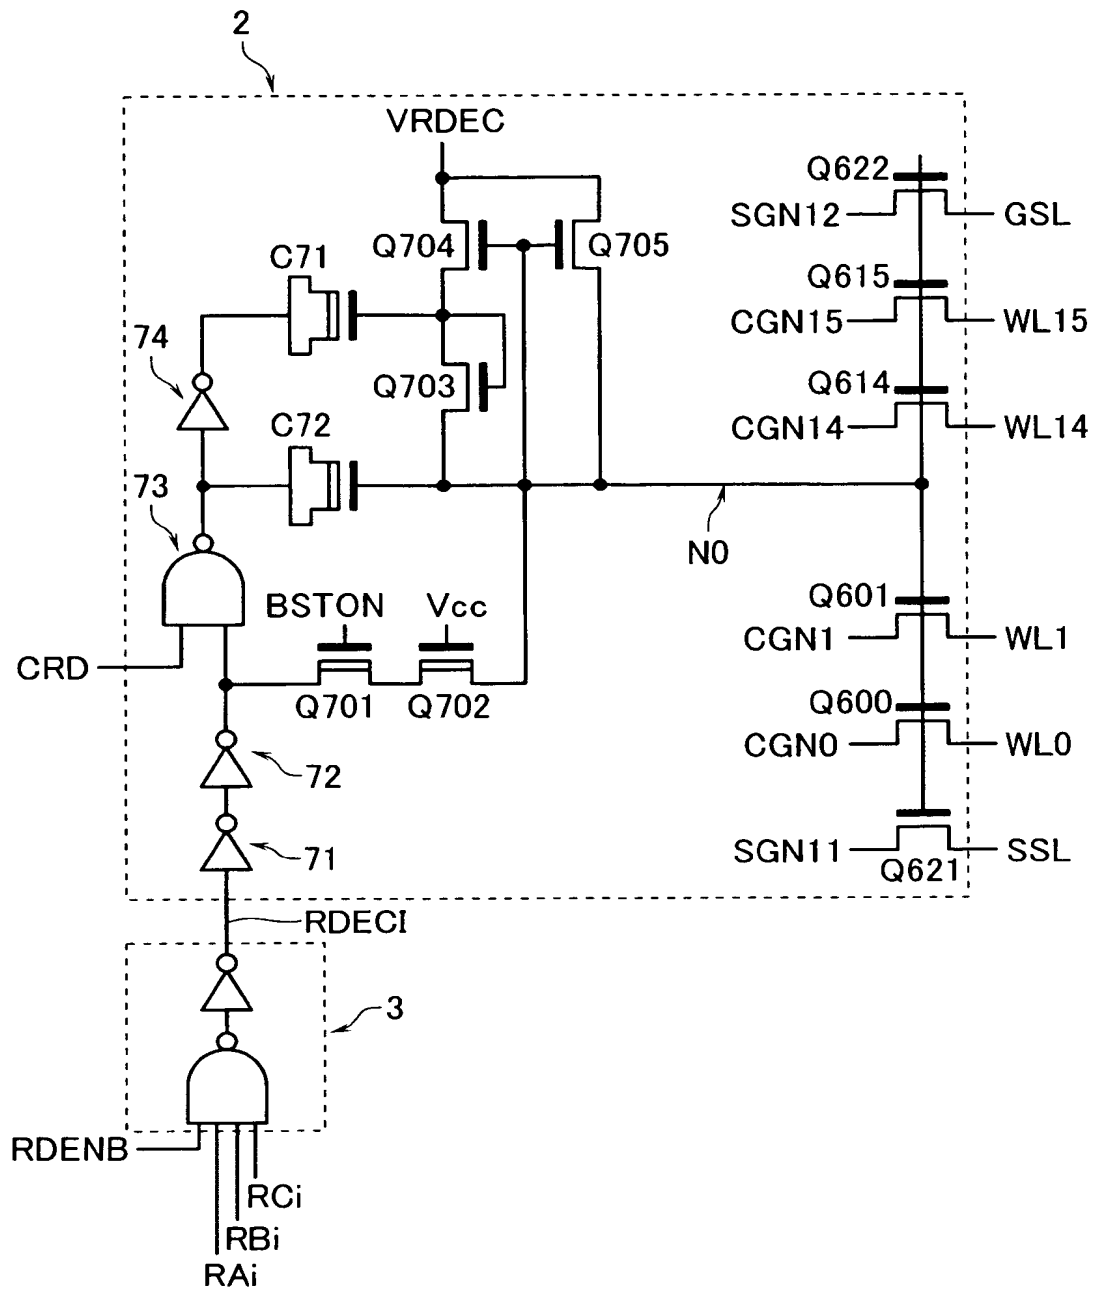 2
VRDEC
Q622
SGN12 GSL
Q704 Q705
C71
Q615
CGN15 WL15
74
Q703
Q614
CGN14 WL14
C72
73
N0
BSTON Vcc
Q601
CGN1 WL1
CRD
Q701 Q702
Q600
CGN0 WL0
72
71
SGN11 SSL
Q621
RDECI
3
RDENB
RCi
RBi
RAi